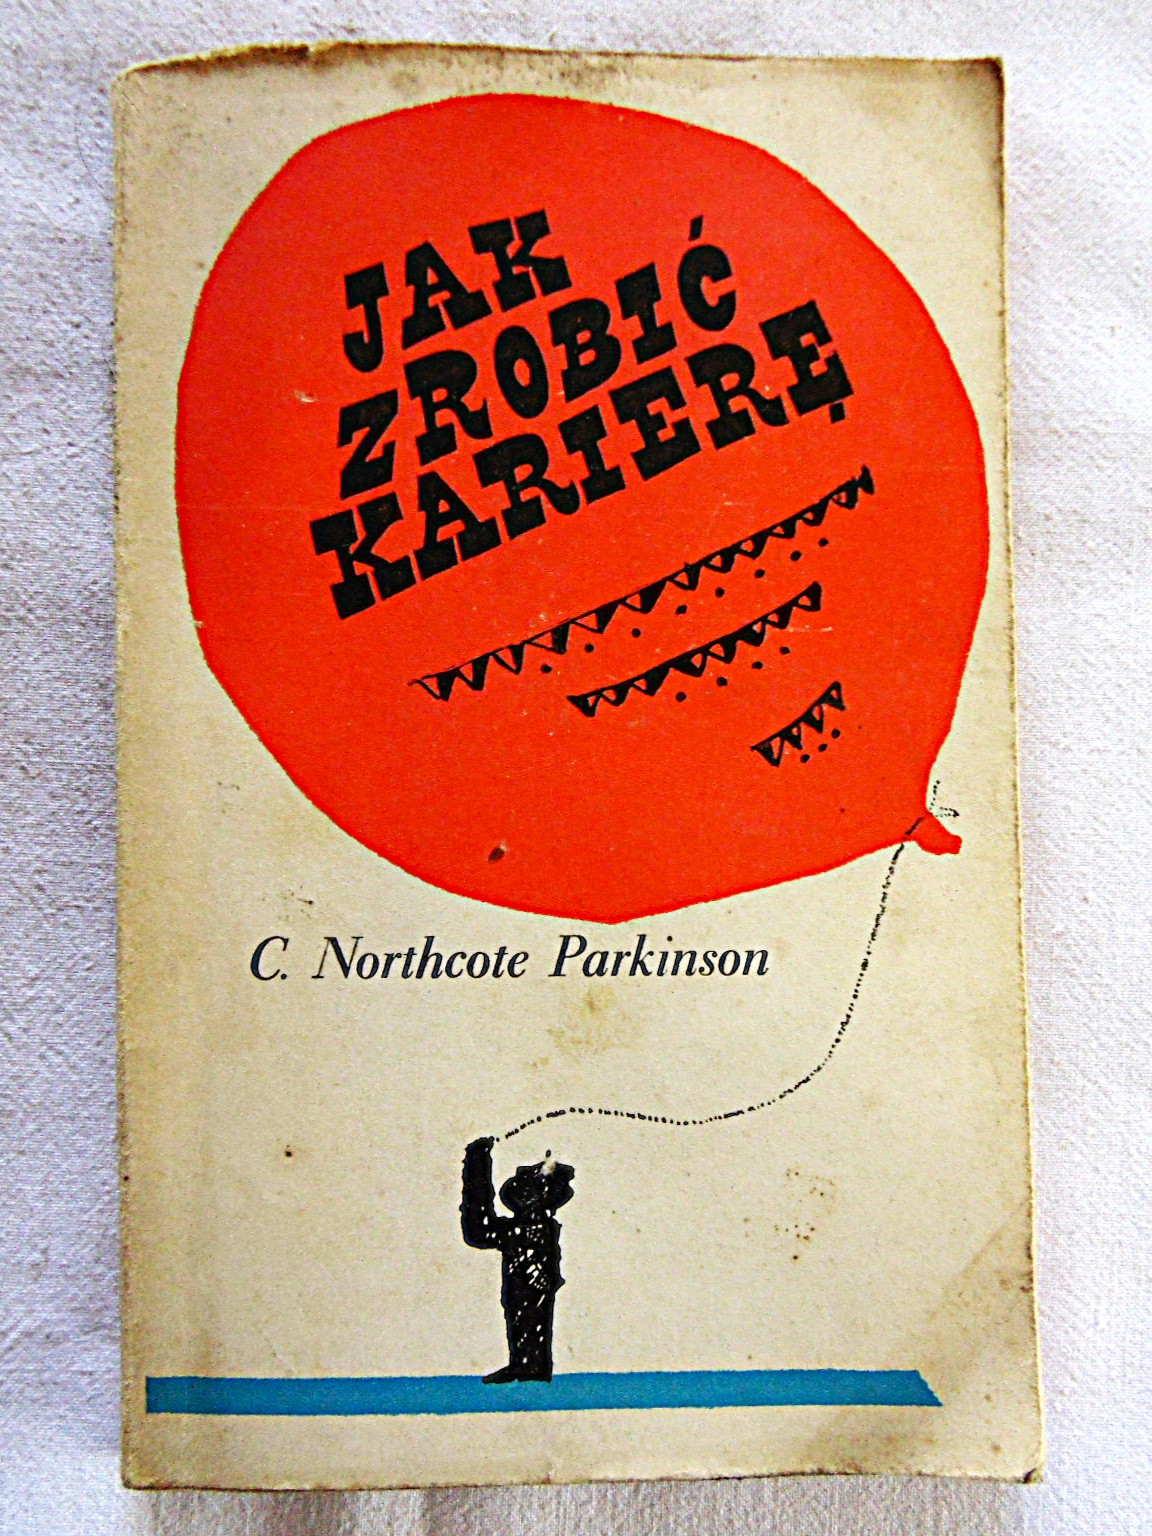 JAK
ZROBIĆ
KARIERĘ
C. Northcote Parkinson